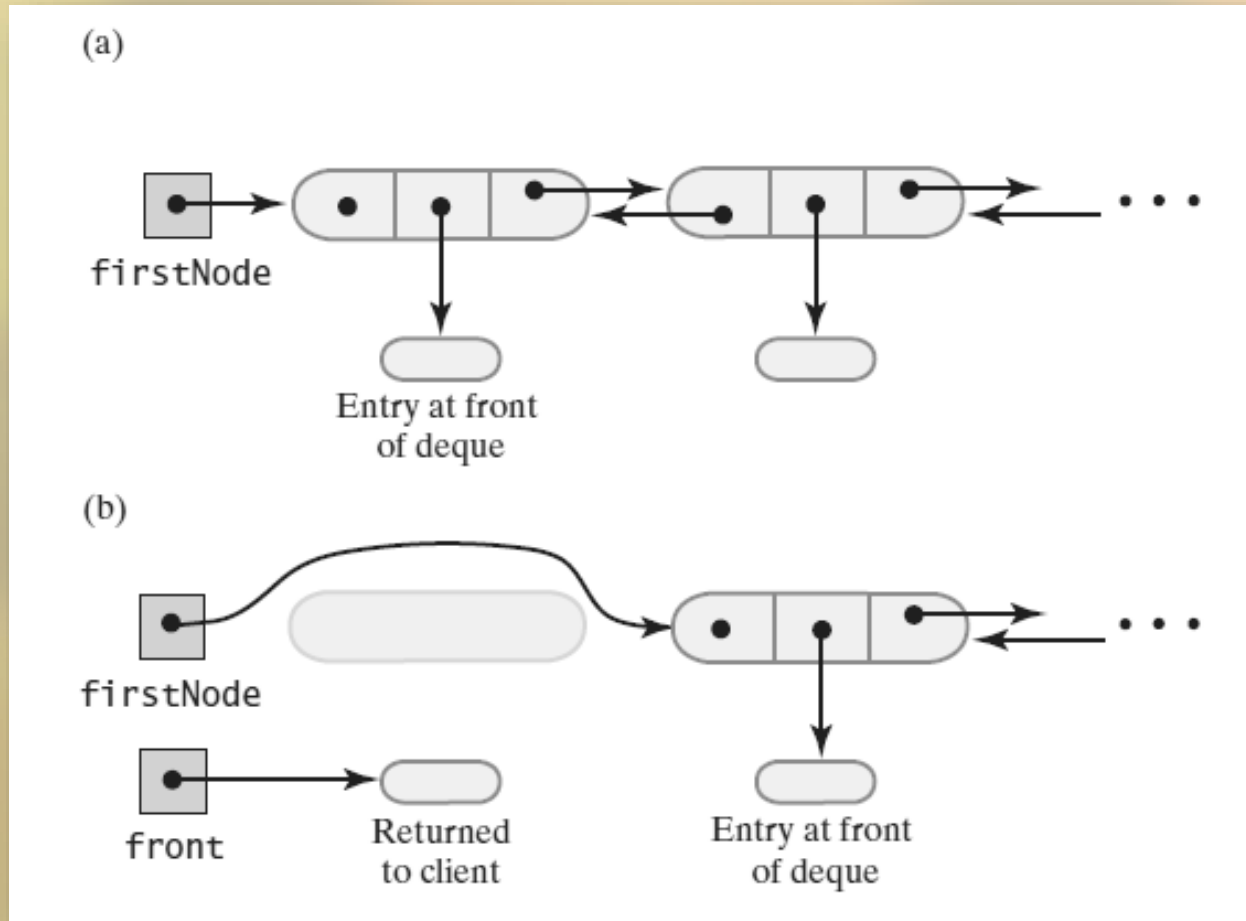 (a)
firstNode
. . .
Entry at front
of deque
(b)
. . .
firstNode
front
Returned
to client
Entry at front
of deque